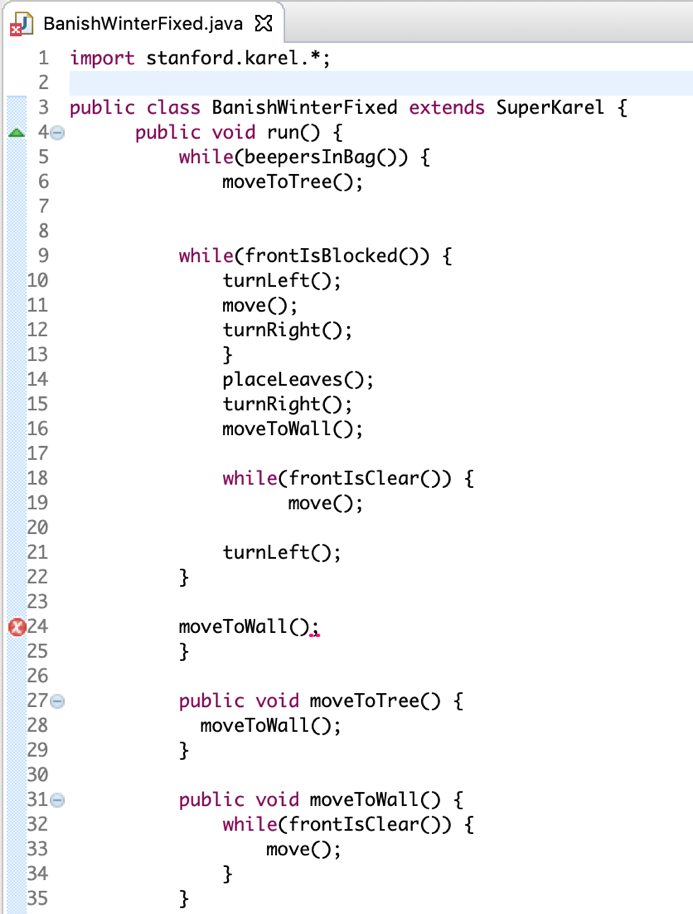 BanishWinterFixed.java
1 import stanford.karel.*;
2
3 public class BanishWinterFixed extends SuperKarel {
4 public void run() {
5 while(beepersInBag()) {
6 moveToTree();
7
8
9 while(frontIsBlocked()) {
10 turnLeft();
11 move();
12 turnRight();
13 }
14 placeLeaves();
15 turnRight();
16 moveToWall();
17
18 while(frontIsClear()) {
19 move();
20
21 turnLeft();
22 }
23
24 moveToWall();
25 }
26
27 public void moveToTree() {
28 moveToWall();
29 }
30
31 public void moveToWall() {
32 while(frontIsClear()) {
33 move();
34 }
35 }